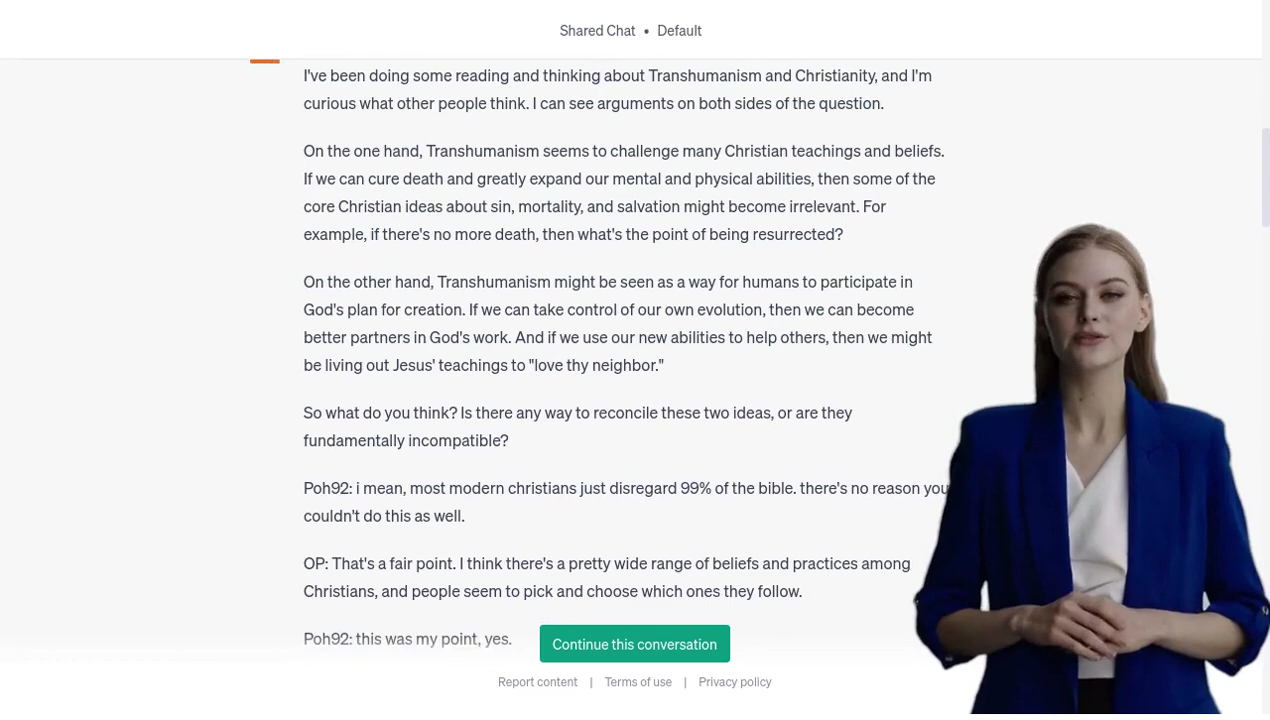 Shared Chat • Default
I've been doing some reading and thinking about Transhumanism and Christianity, and I'm
curious what other people think. I can see arguments on both sides of the question.
On the one hand, Transhumanism seems to challenge many Christian teachings and beliefs.
If we can cure death and greatly expand our mental and physical abilities, then some of the
core Christian ideas about sin, mortality, and salvation might become irrelevant. For
example, if there's no more death, then what's the point of being resurrected?
On the other hand, Transhumanism might be seen as a way for humans to participate in
God's plan for creation. If we can take control of our own evolution, then we can become
better partners in God's work. And if we use our new abilities to help others, then we might
be living out Jesus' teachings to "love thy neighbor."
So what do you think? Is there any way to reconcile these two ideas, or are they
fundamentally incompatible?
Poh92: i mean, most modern christians just disregard 99% of the bible. there's no reason you
couldn't do this as well.
OP: That's a fair point. I think there's a pretty wide range of beliefs and practices among
Christians, and people seem to pick and choose which ones they follow.
Poh92: this was my point, yes.
Continue this conversation
Report content | Terms of use | Privacy policy